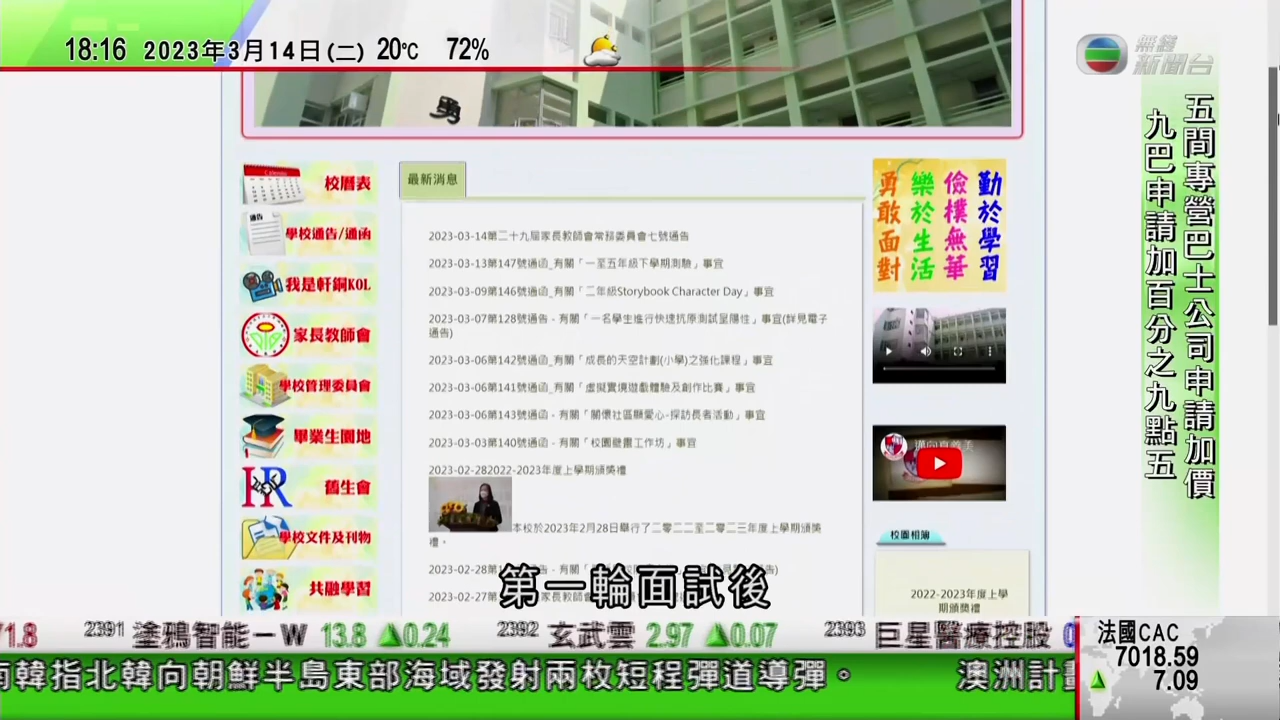 18:16 2023年3月14日(二) 20℃ 72%
無綫
新聞台
五間專營巴士公司申請加價
九巴申請加百分之九點五
勇
校曆表
通告
學校通告/通函
我是軒銅KOL
家長教師會
學校管理委員會
畢業生園地
舊生會
學校文件及刊物
共融學習
最新消息
2023-03-14第二十九屆家長教師會常務委員會七號通告
2023-03-13第147號通函_有關「一至五年級下學期測驗」事宜
2023-03-09第146號通函_有關「二年級Storybook Character Day」事宜
2023-03-07第128號通告 - 有關「一名學生進行快速抗原測試呈陽性」事宜(詳見電子
通告)
2023-03-06第142號通函_有關「成長的天空計劃(小學)之強化課程」事宜
2023-03-06第141號通函_有關「虛擬實境遊戲體驗及創作比賽」事宜
2023-03-06第143號通函 - 有關「關懷社區顯愛心-探訪長者活動」事宜
2023-03-03第140號通函 - 有關「校園壁畫工作坊」事宜
2023-02-282022-2023年度上學期頒獎禮
本校於2023年2月28日舉行了二零二二至二零二三年度上學期頒獎
禮。
2023-02-28第
2023-02-27第
勤於學習
儉樸無華
樂於生活
勇敢面對
校園相簿
2022-2023年度上學
期頒獎禮
第一輪面試後
71.8 2391 塗鴉智能－W 13.8 ▲0.24 2392 玄武雲 2.97 ▲0.07 2393 巨星醫療控股
南韓指北韓向朝鮮半島東部海域發射兩枚短程彈道導彈。 澳洲計
法國CAC
7018.59
▲ 7.09